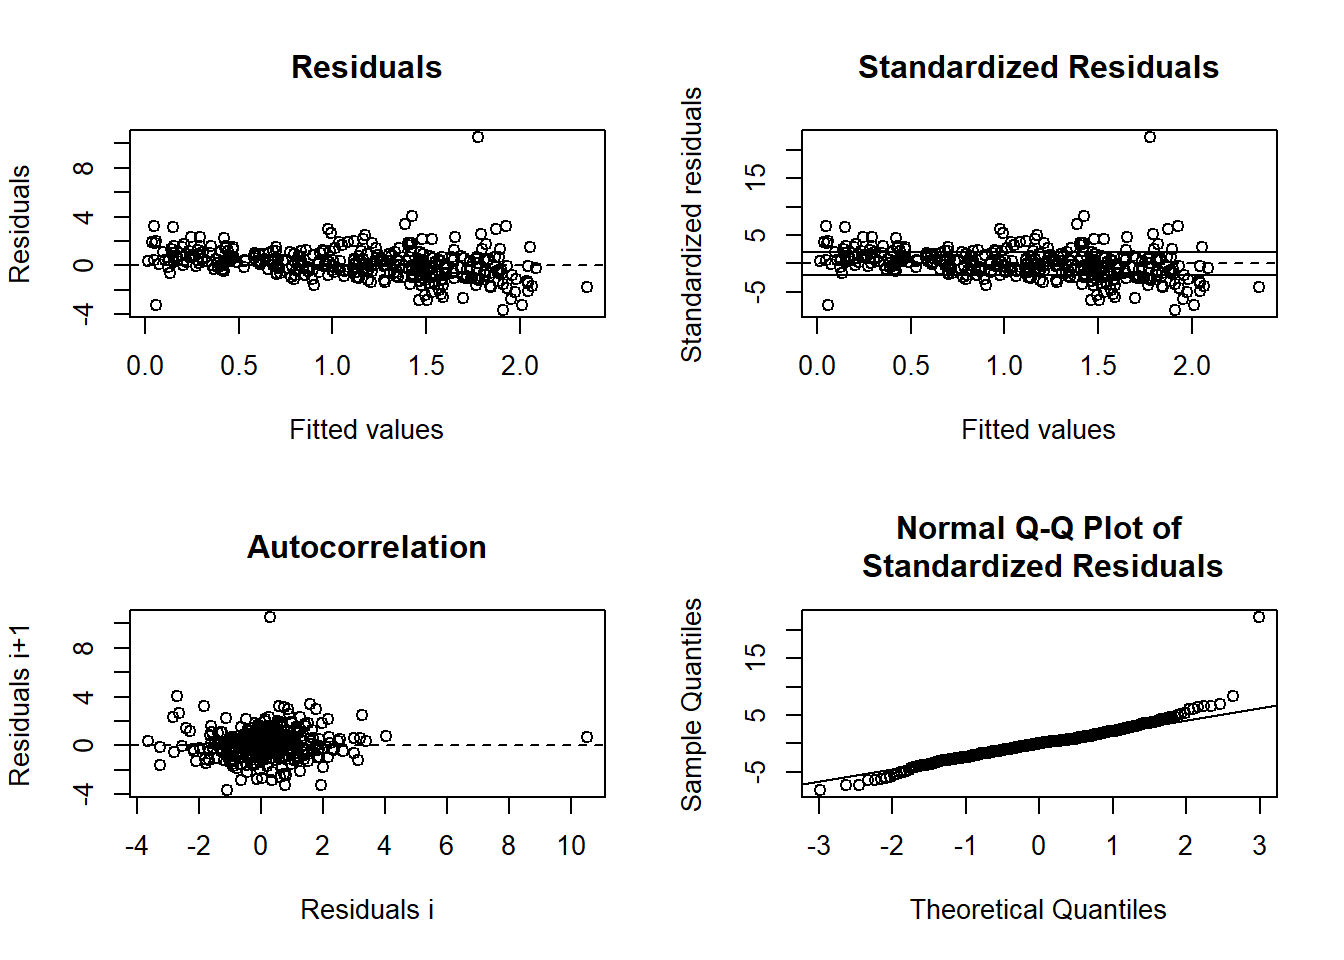 Residuals
Residuals
-4 0 4 8
0.0 0.5 1.0 1.5 2.0
Fitted values
Standardized Residuals
Standardized residuals
-5 5 15
0.0 0.5 1.0 1.5 2.0
Fitted values
Autocorrelation
Residuals i+1
-4 0 4 8
-4 -2 0 2 4 6 8 10
Residuals i
Normal Q-Q Plot of
Standardized Residuals
Sample Quantiles
-5 5 15
-3 -2 -1 0 1 2 3
Theoretical Quantiles